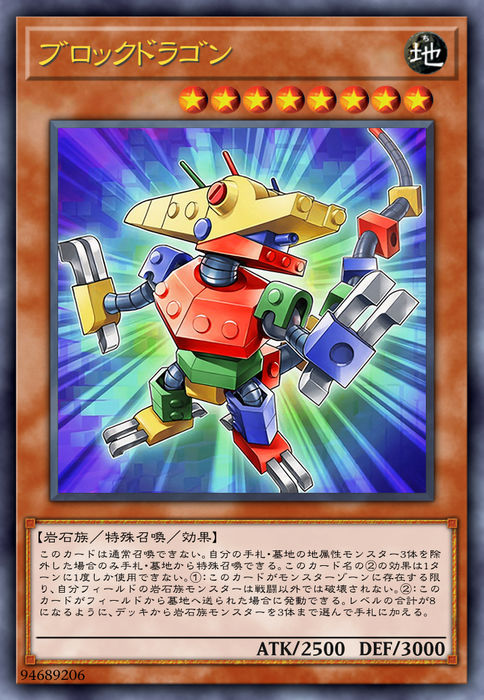 ブロックドラゴン
ち
地
【岩石族／特殊召喚／効果】
このカードは通常召喚できない。自分の手札・墓地の地属性モンスター3体を除
外した場合のみ手札・墓地から特殊召喚できる。このカード名の②の効果は1タ
ーンに1度しか使用できない。①：このカードがモンスターゾーンに存在する限
り、自分フィールドの岩石族モンスターは戦闘以外では破壊されない。②：この
カードがフィールドから墓地へ送られた場合に発動できる。レベルの合計が8
になるように、デッキから岩石族モンスターを3体まで選んで手札に加える。
ATK/2500 DEF/3000
94689206